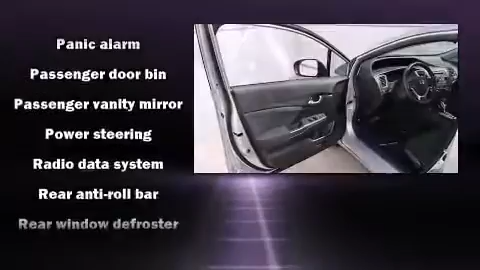 Panic alarm
Passenger door bin
Passenger vanity mirror
Power steering
Radio data system
Rear anti-roll bar
Rear window defroster